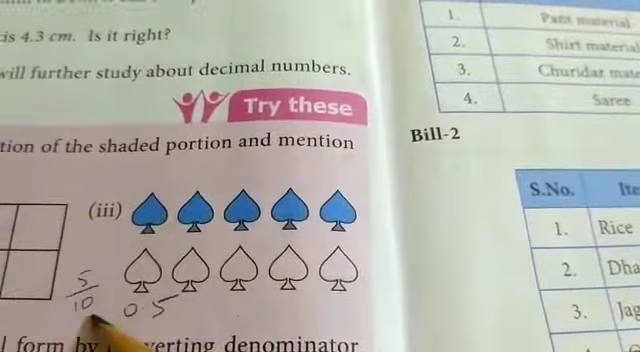 is 4.3 cm. Is it right?
will further study about decimal numbers.
Try these
tion of the shaded portion and mention
(iii)
5/10 0.5
l form by verting denominator
1. Pant material
2. Shirt material
3. Churidar mate
4. Saree
Bill-2
S.No. Ite
1. Rice
2. Dha
3. Jag